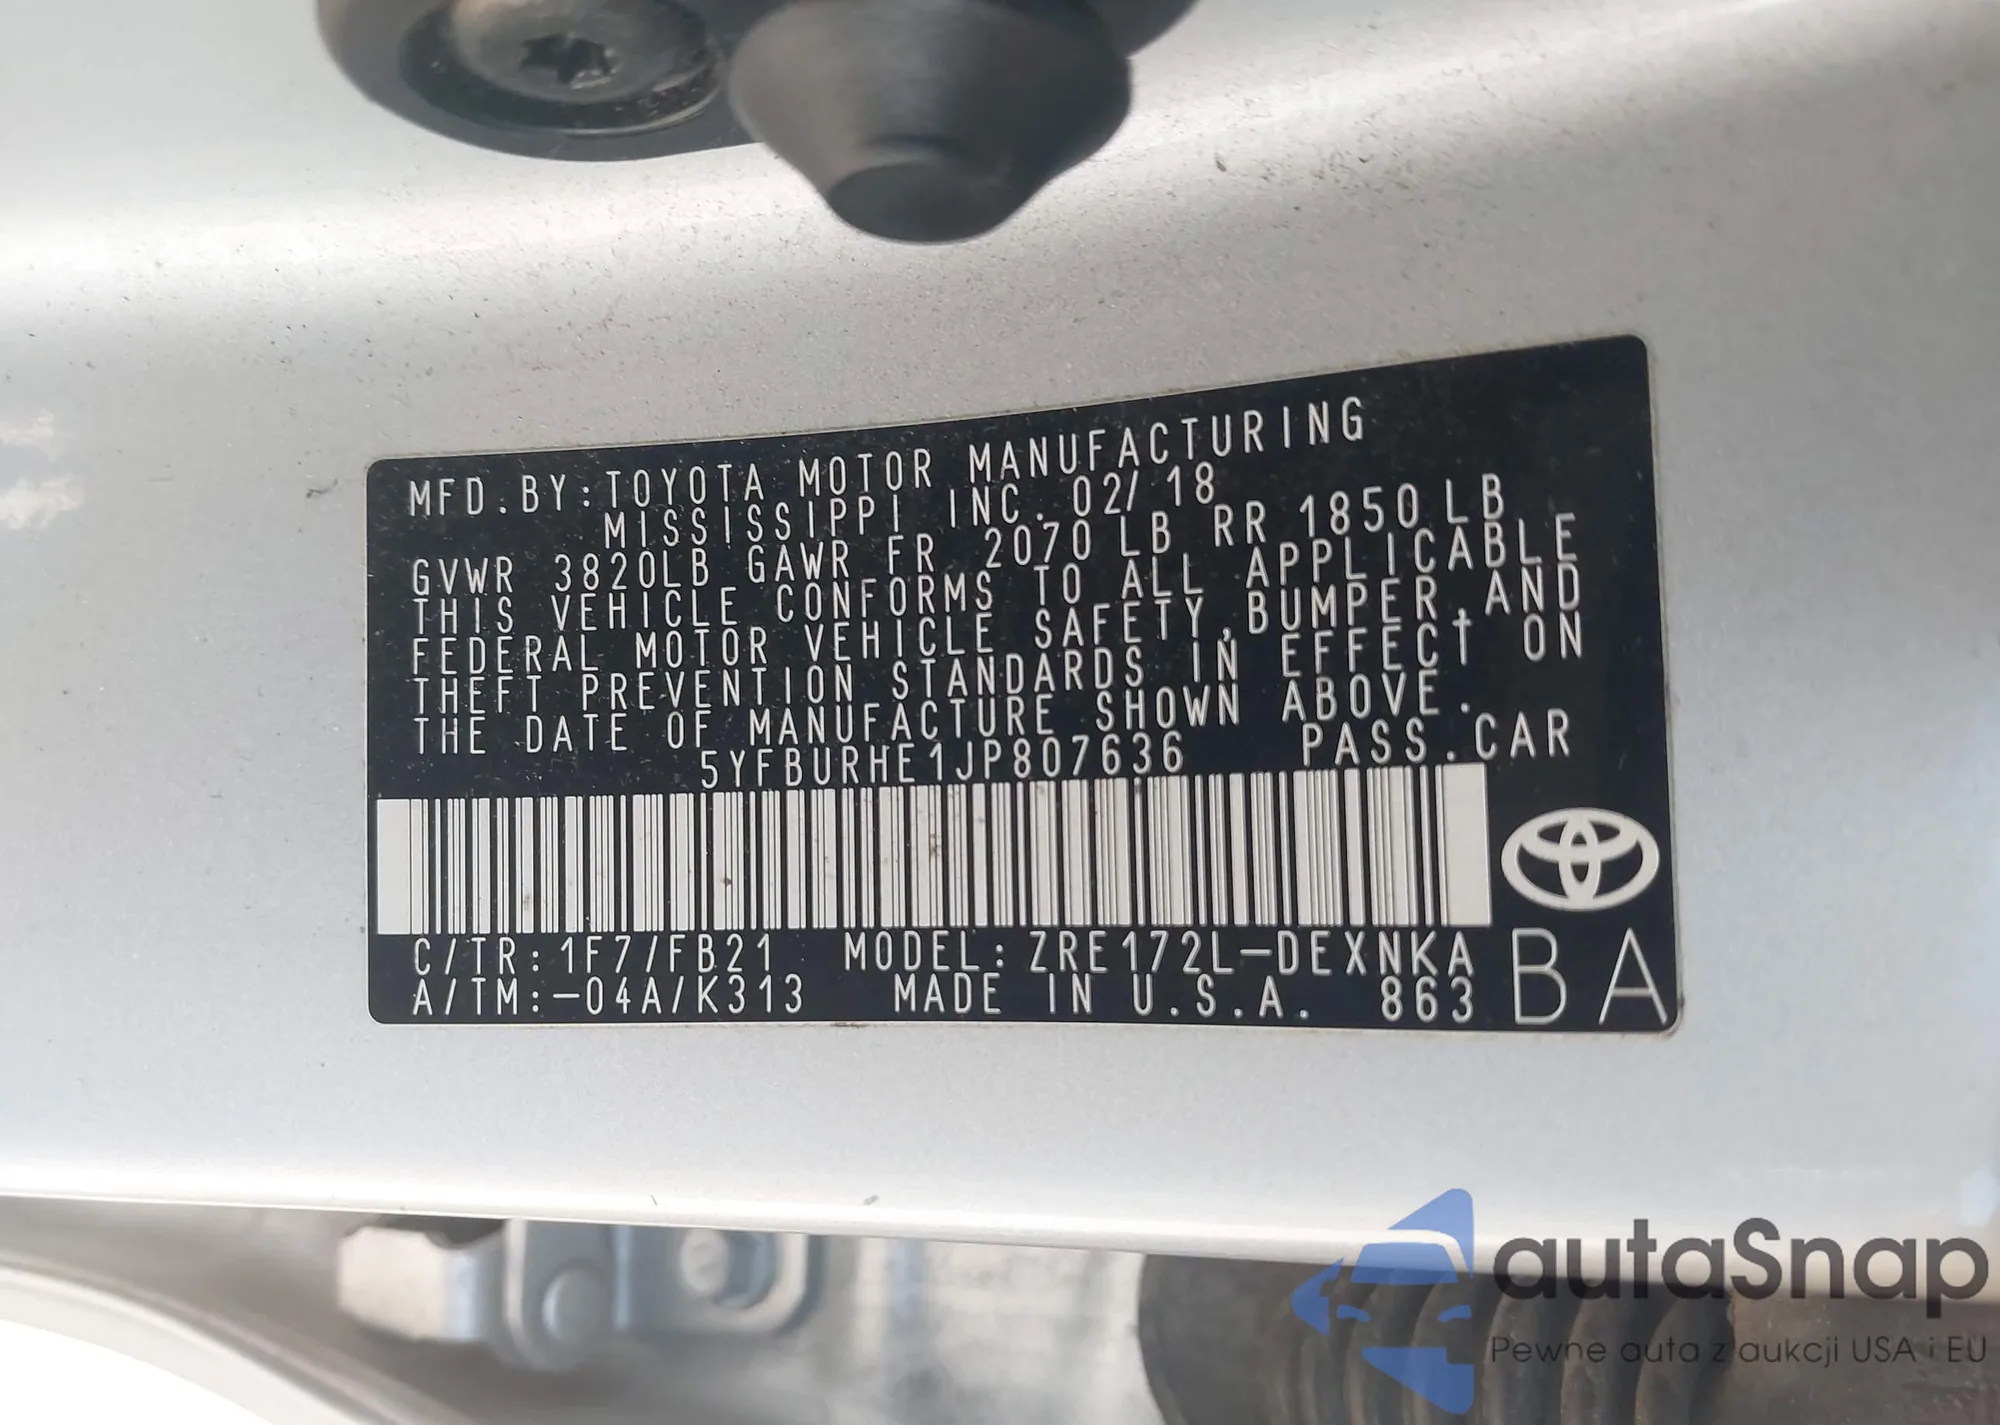 MFD.BY:TOYOTA MOTOR MANUFACTURING
MISSISSIPPI INC. 02/18
GVWR 3820LB GAWR FR 2070LB RR 1850LB
THIS VEHICLE CONFORMS TO ALL APPLICABLE
FEDERAL MOTOR VEHICLE SAFETY,BUMPER,AND
THEFT PREVENTION STANDARDS IN EFFECT ON
THE DATE OF MANUFACTURE SHOWN ABOVE.
5YFBURHE1JP807636 PASS.CAR
C/TR:1F7/FB21 MODEL:ZRE172L-DEXNKA
A/TM:-04A/K313 MADE IN U.S.A. 863
BA
autaSnap
Pewne auta z aukcji USA i EU